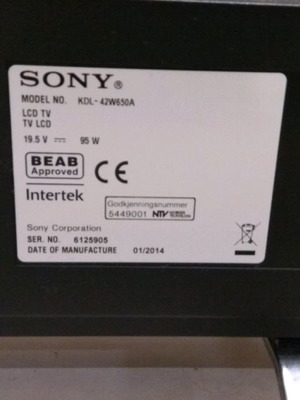 SONY®
MODEL NO. KDL-42W650A
LCD TV
TV LCD
19.5 V ⎓ 95 W
BEAB
Approved
CE
Intertek
Godkjenningsnummer
5449001 NTV
Sony Corporation
SER. NO. 6125905
DATE OF MANUFACTURE 01/2014